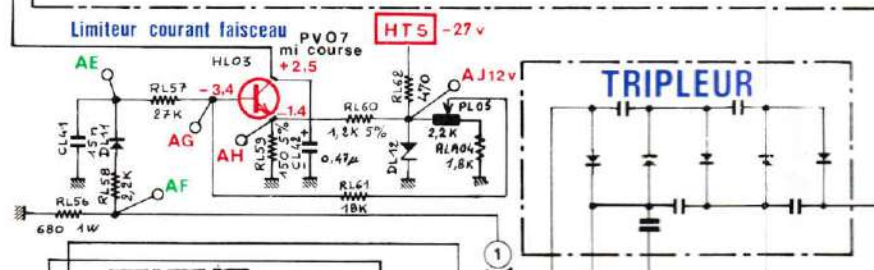 Limiteur courant faisceau
PV07
mi course
HT5
-27 v
HL03
+2,5
AE
RL57
27K
-3,4
AG
-1,4
AH
RL60
1,2K 5%
RL62
470
AJ 12v
PL05
2,2K
RLA04
1,8K
DL12
CL41
15n
DL11
RL58
2,2K
AF
RL59
150 5%
CL42
+
0,47µ
RL61
18K
RL56
680 1W
1
TRIPLEUR